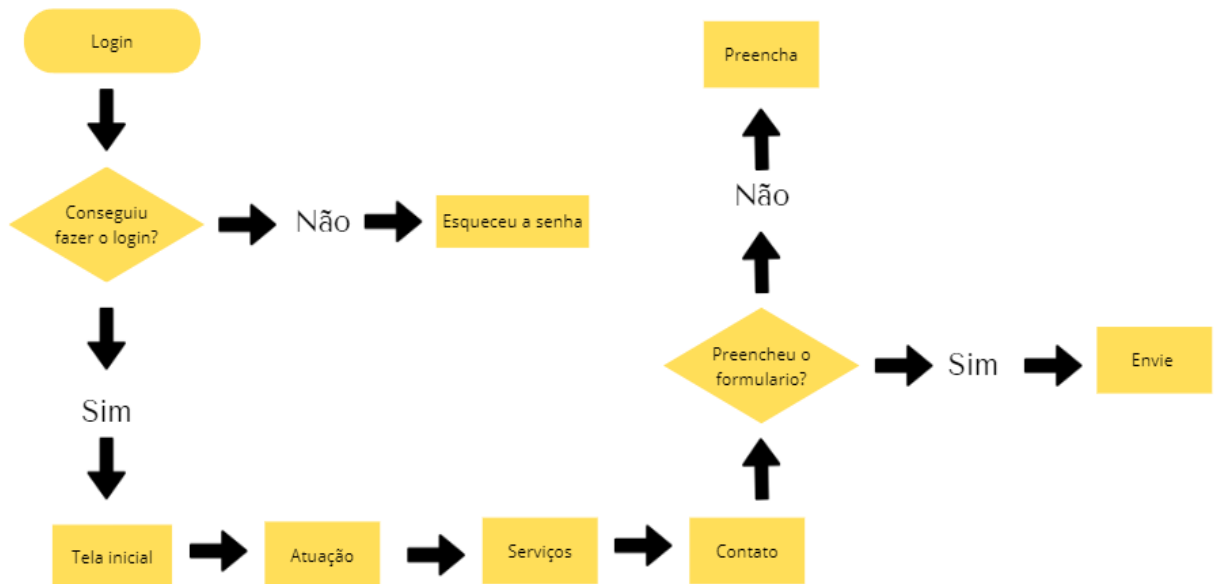 Login
Conseguiu
fazer o login?
Não
Esqueceu a senha
Sim
Tela inicial
Atuação
Serviços
Contato
Preencheu o
formulario?
Não
Preencha
Sim
Envie